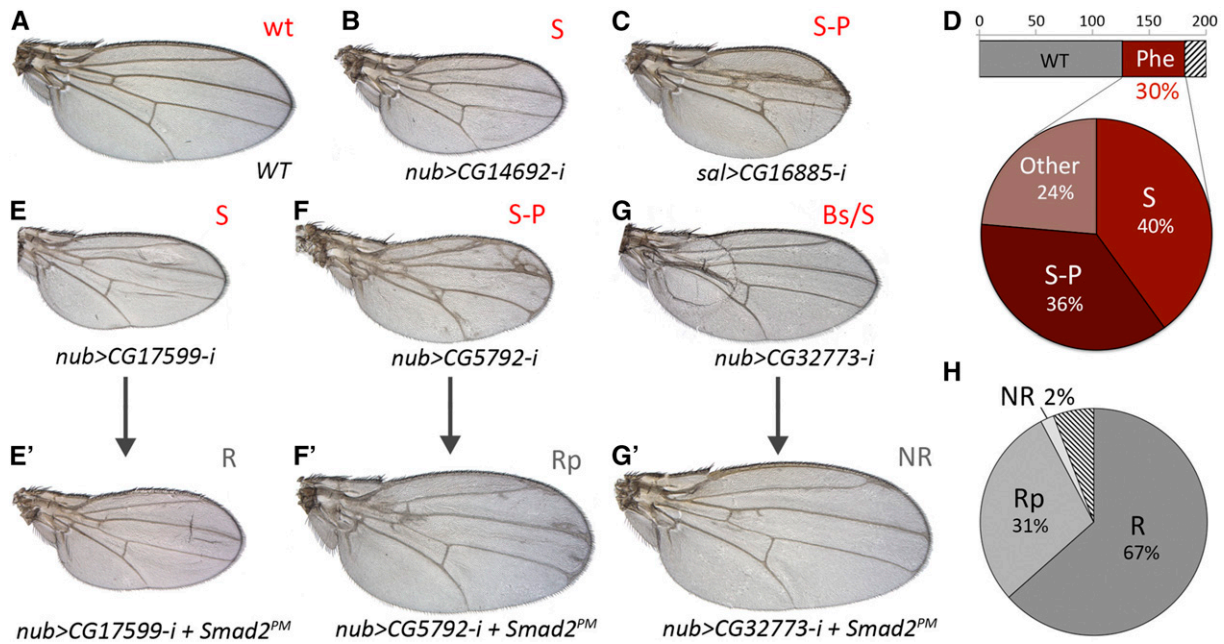 A
wt
WT
B
S
nub>CG14692-i
C
S-P
sal>CG16885-i
D
0 50 100 150 200
WT
Phe
30%
Other
24%
S
40%
S-P
36%
E
S
nub>CG17599-i
F
S-P
nub>CG5792-i
G
Bs/S
nub>CG32773-i
E’
R
nub>CG17599-i + Smad2PM
F’
Rp
nub>CG5792-i + Smad2PM
G’
NR
nub>CG32773-i + Smad2PM
H
NR 2%
Rp
31%
R
67%